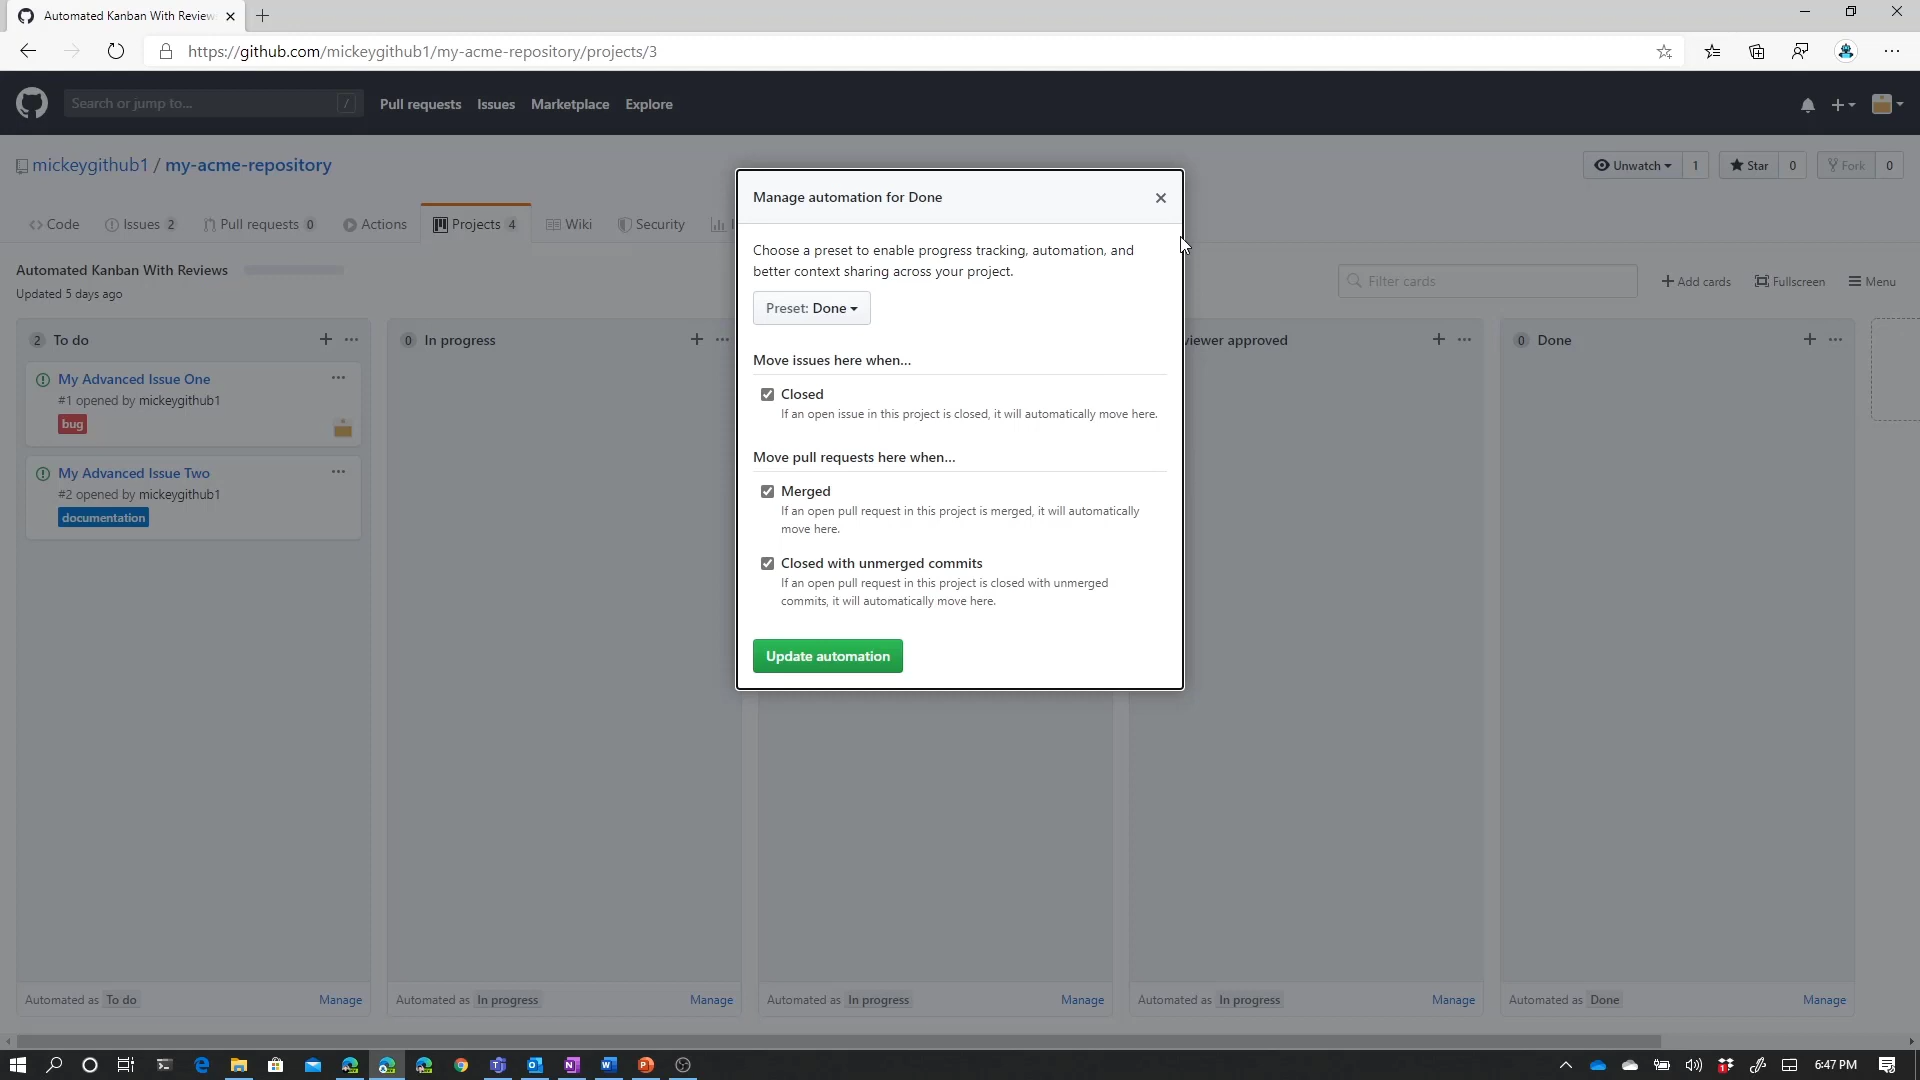 Automated Kanban With Review
https://github.com/mickeygithub1/my-acme-repository/projects/3
Search or jump to... /
Pull requests Issues Marketplace Explore
mickeygithub1 / my-acme-repository
Unwatch 1 Star 0 Fork 0
Code Issues 2 Pull requests 0 Actions Projects 4 Wiki Security
Automated Kanban With Reviews
Updated 5 days ago
Filter cards
Add cards Fullscreen Menu
2 To do
My Advanced Issue One
#1 opened by mickeygithub1
bug
My Advanced Issue Two
#2 opened by mickeygithub1
documentation
Automated as To do Manage
0 In progress
Automated as In progress Manage
Manage automation for Done
Choose a preset to enable progress tracking, automation, and
better context sharing across your project.
Preset: Done
Move issues here when...
Closed
If an open issue in this project is closed, it will automatically move here.
Move pull requests here when...
Merged
If an open pull request in this project is merged, it will automatically
move here.
Closed with unmerged commits
If an open pull request in this project is closed with unmerged
commits, it will automatically move here.
Update automation
Automated as In progress Manage
viewer approved
Automated as In progress Manage
0 Done
Automated as Done Manage
6:47 PM